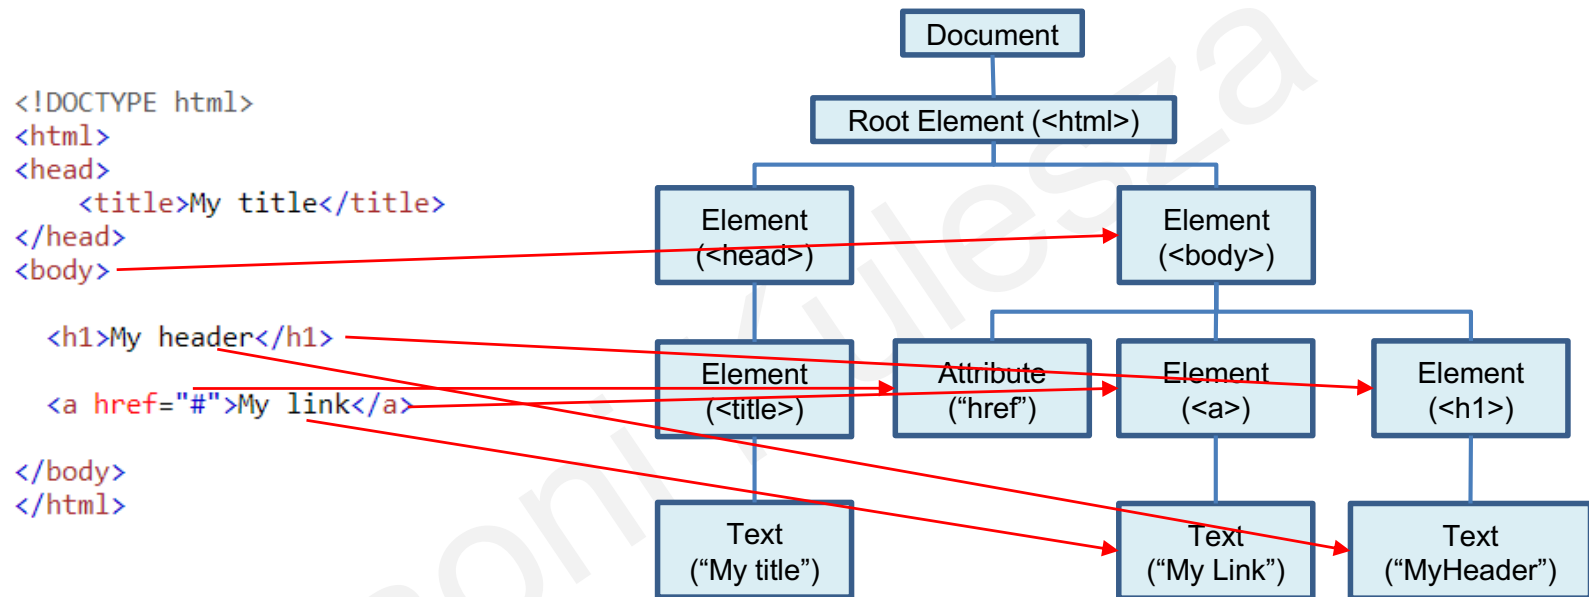 <!DOCTYPE html>
<html>
<head>
    <title>My title</title>
</head>
<body>
  <h1>My header</h1>
  <a href="#">My link</a>
</body>
</html>
Document
Root Element (<html>)
Element
(<head>)
Element
(<body>)
Element
(<title>)
Attribute
(“href”)
Element
(<a>)
Element
(<h1>)
Text
(“My title”)
Text
(“My Link”)
Text
(“MyHeader”)